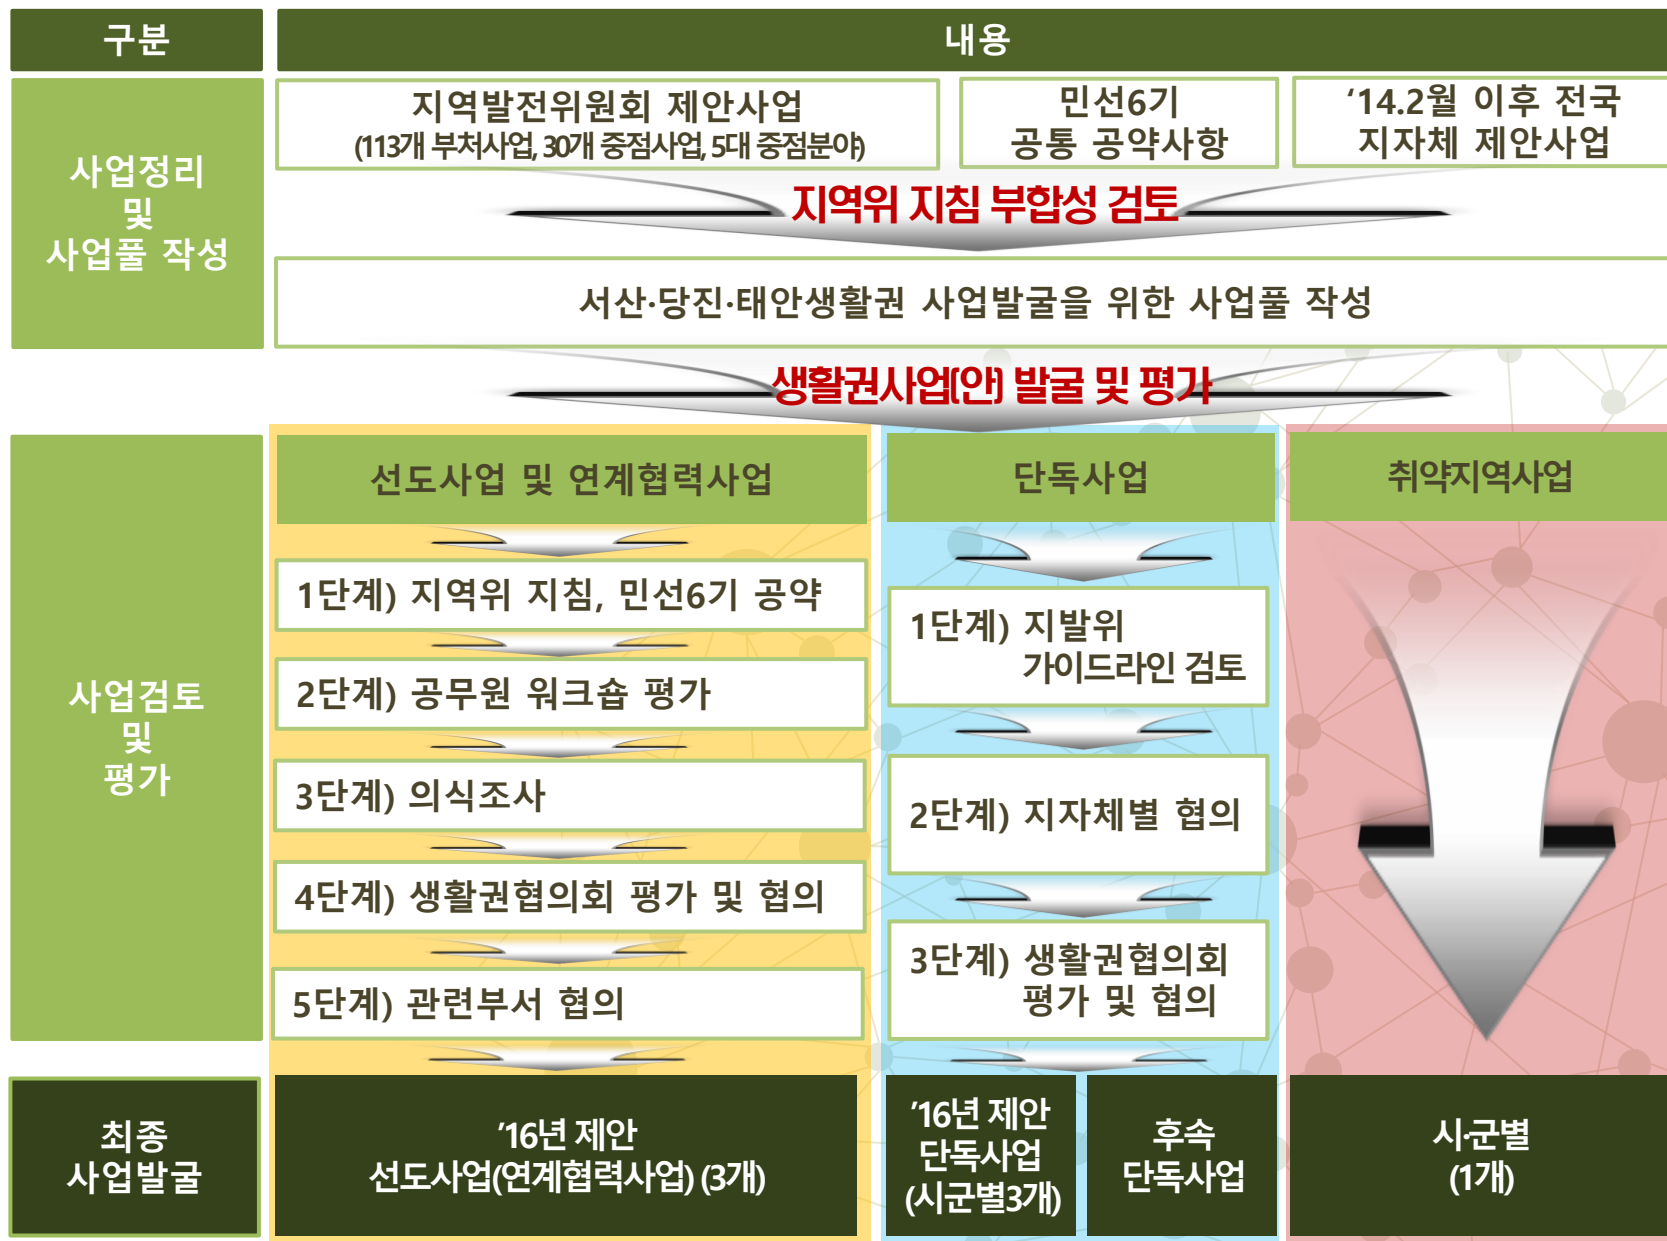 구분
내용
사업정리
및
사업풀 작성
지역발전위원회 제안사업
(113개 부처사업, 30개 중점사업, 5대 중점분야)
민선6기
공통 공약사항
‘14.2월 이후 전국
지자체 제안사업
지역위 지침 부합성 검토
서산·당진·태안생활권 사업발굴을 위한 사업풀 작성
생활권사업(안) 발굴 및 평가
사업검토
및
평가
선도사업 및 연계협력사업
1단계) 지역위 지침, 민선6기 공약
2단계) 공무원 워크숍 평가
3단계) 의식조사
4단계) 생활권협의회 평가 및 협의
5단계) 관련부서 협의
단독사업
1단계) 지발위
가이드라인 검토
2단계) 지자체별 협의
3단계) 생활권협의회
평가 및 협의
취약지역사업
최종
사업발굴
’16년 제안
선도사업(연계협력사업) (3개)
’16년 제안
단독사업
(시군별3개)
후속
단독사업
시·군별
(1개)